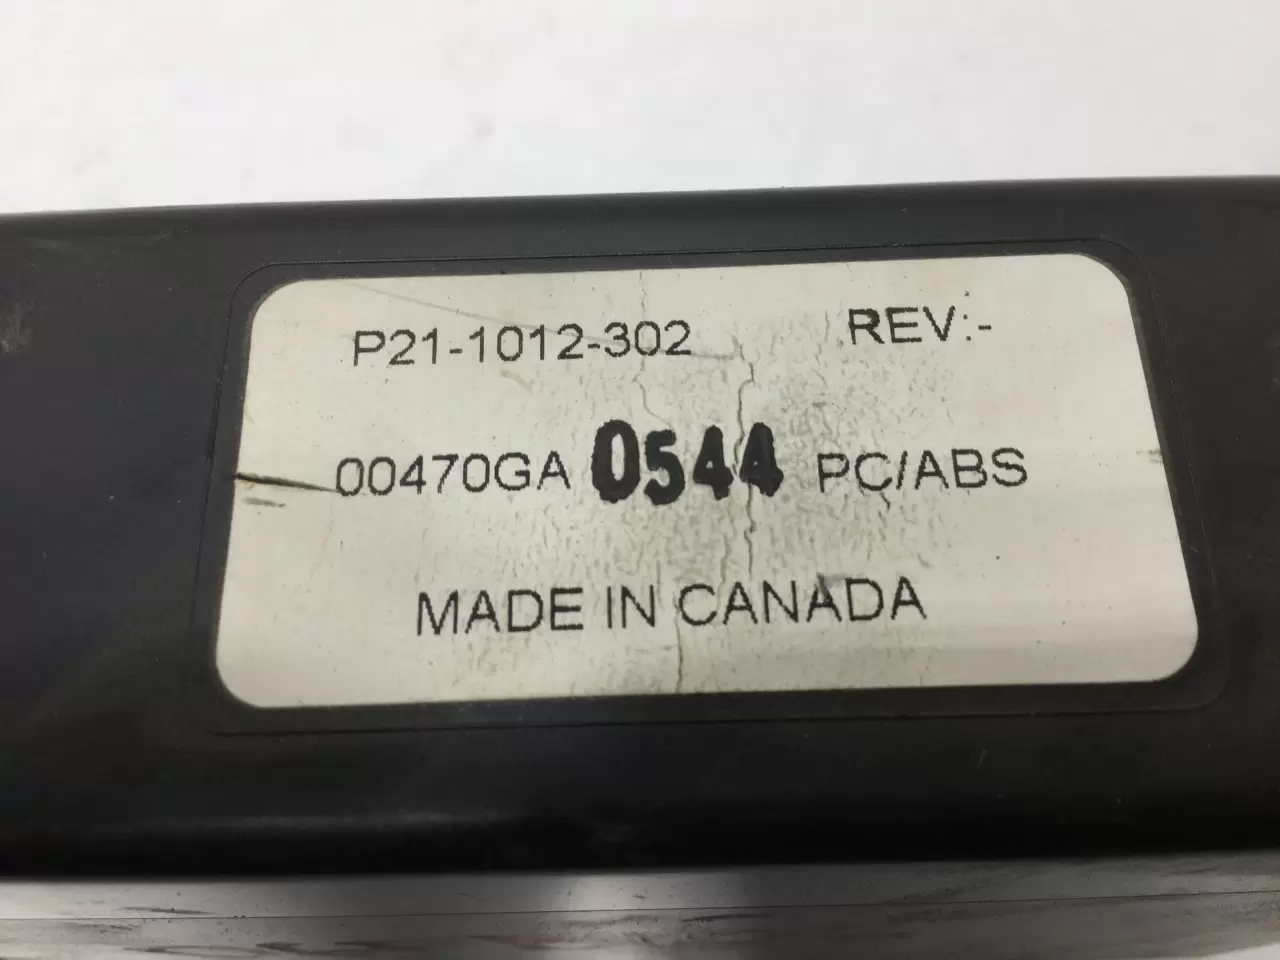 P21-1012-302 REV:-
00470GA 0544 PC/ABS
MADE IN CANADA